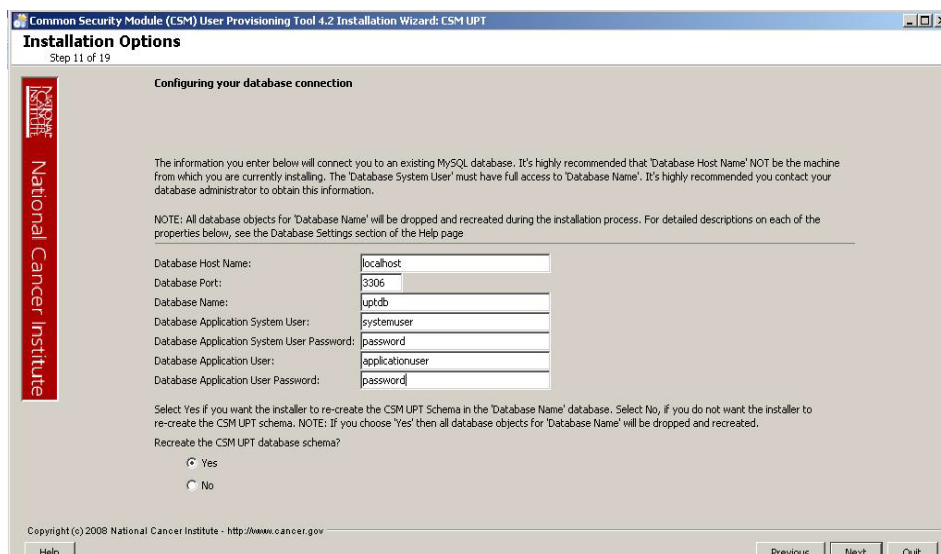 Common Security Module (CSM) User Provisioning Tool 4.2 Installation Wizard: CSM UPT
Installation Options
Step 11 of 19
NATIONAL CANCER INSTITUTE
National Cancer Institute
Configuring your database connection
The information you enter below will connect you to an existing MySQL database. It's highly recommended that 'Database Host Name' NOT be the machine
from which you are currently installing. The 'Database System User' must have full access to 'Database Name'. It's highly recommended you contact your
database administrator to obtain this information.
NOTE: All database objects for 'Database Name' will be dropped and recreated during the installation process. For detailed descriptions on each of the
properties below, see the Database Settings section of the Help page
Database Host Name: localhost
Database Port: 3306
Database Name: uptdb
Database Application System User: systemuser
Database Application System User Password: password
Database Application User: applicationuser
Database Application User Password: password
Select Yes if you want the installer to re-create the CSM UPT Schema in the 'Database Name' database. Select No, if you do not want the installer to
re-create the CSM UPT schema. NOTE: If you choose 'Yes' then all database objects for 'Database Name' will be dropped and recreated.
Recreate the CSM UPT database schema?
Yes
No
Copyright (c) 2008 National Cancer Institute - http://www.cancer.gov
Help Previous Next Quit